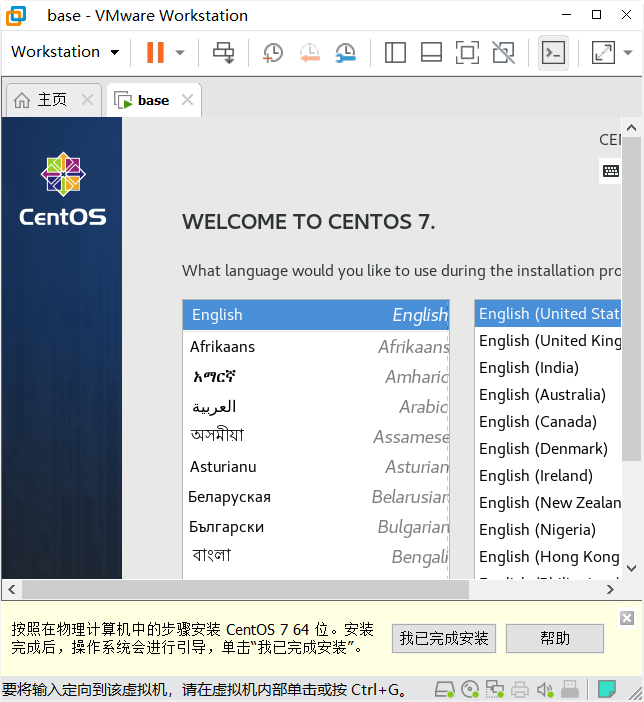 base - VMware Workstation
Workstation
主页
base
CentOS
WELCOME TO CENTOS 7.
What language would you like to use during the installation pro
English English
Afrikaans Afrikaans
አማርኛ Amharic
العربية Arabic
অসমীয়া Assamese
Asturianu Asturian
Беларуская Belarusian
Български Bulgarian
বাংলা Bengali
English (United Stat
English (United King
English (India)
English (Australia)
English (Canada)
English (Denmark)
English (Ireland)
English (New Zealan
English (Nigeria)
English (Hong Kong
按照在物理计算机中的步骤安装 CentOS 7 64 位。安装
完成后，操作系统会进行引导，单击“我已完成安装”。
我已完成安装
帮助
要将输入定向到该虚拟机，请在虚拟机内部单击或按 Ctrl+G。